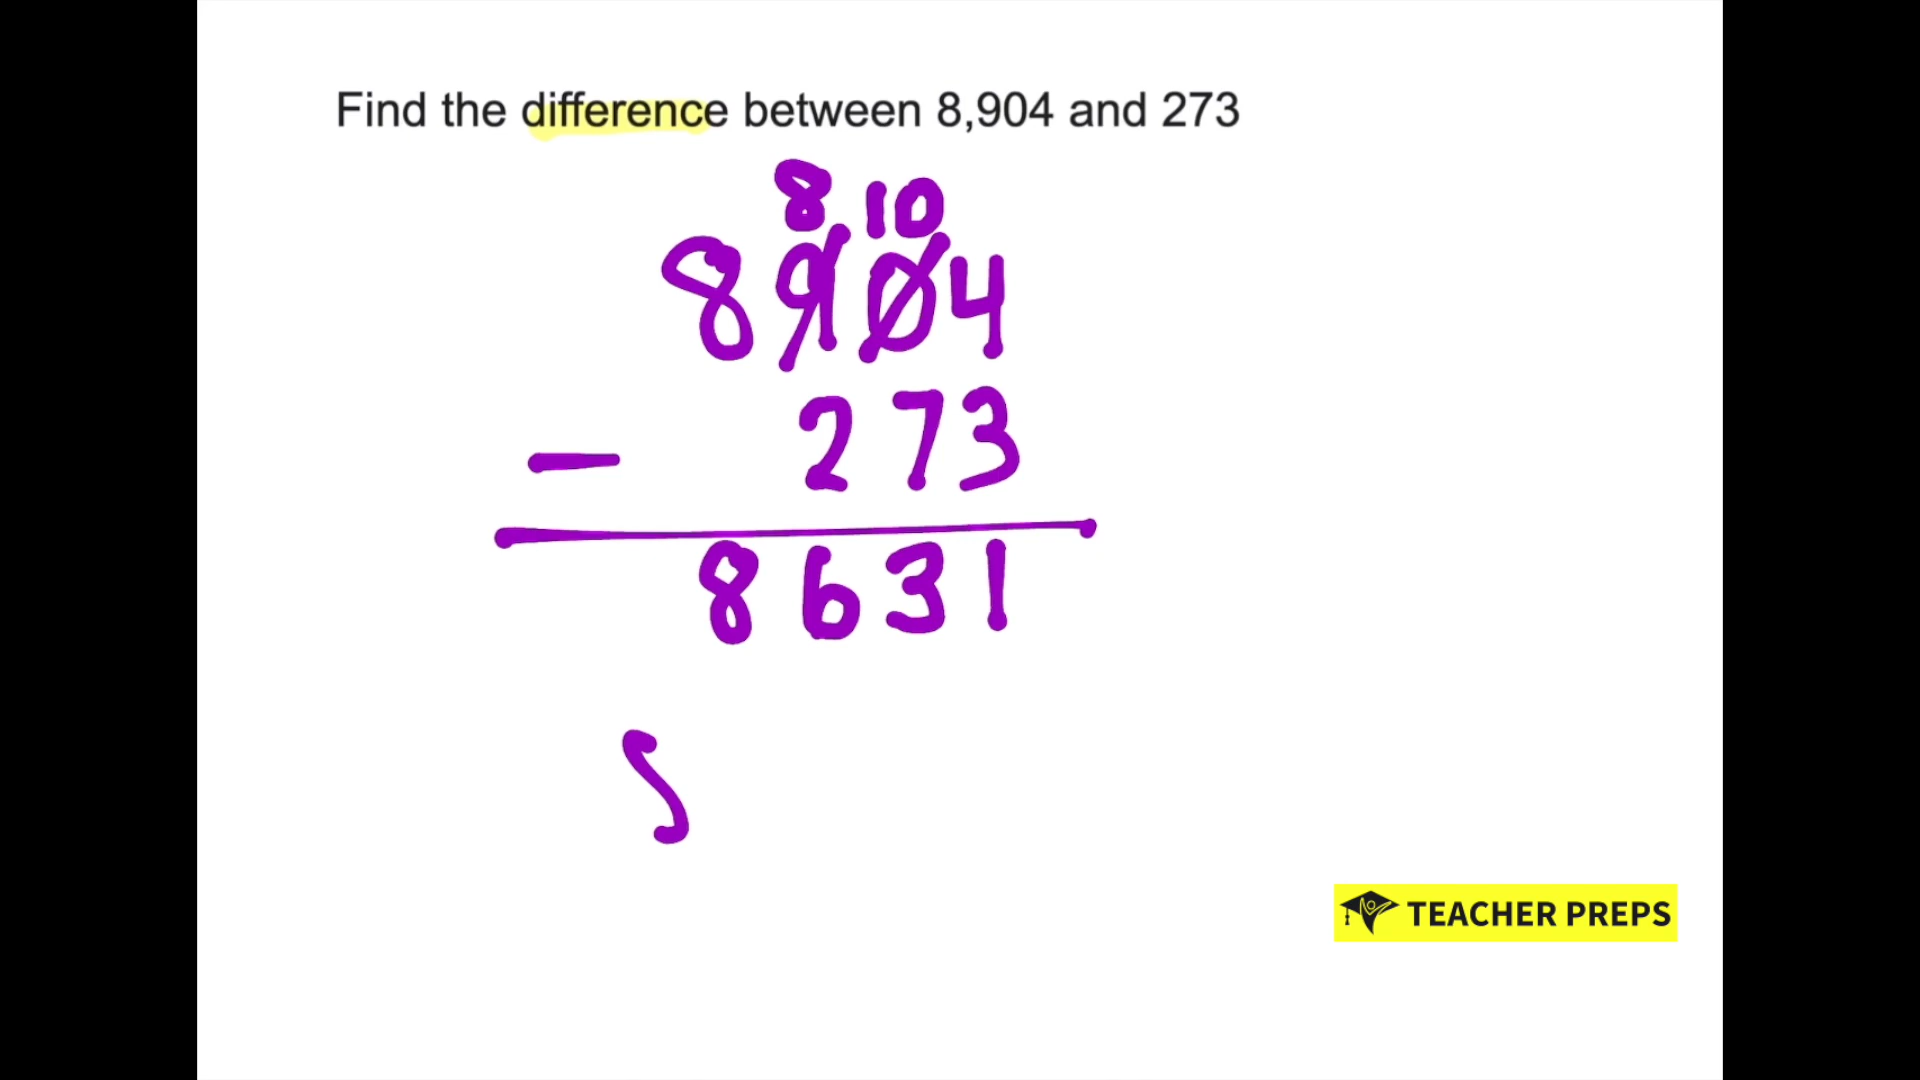 Find the difference between 8,904 and 273
8 10
8904
- 273
8631
TEACHER PREPS